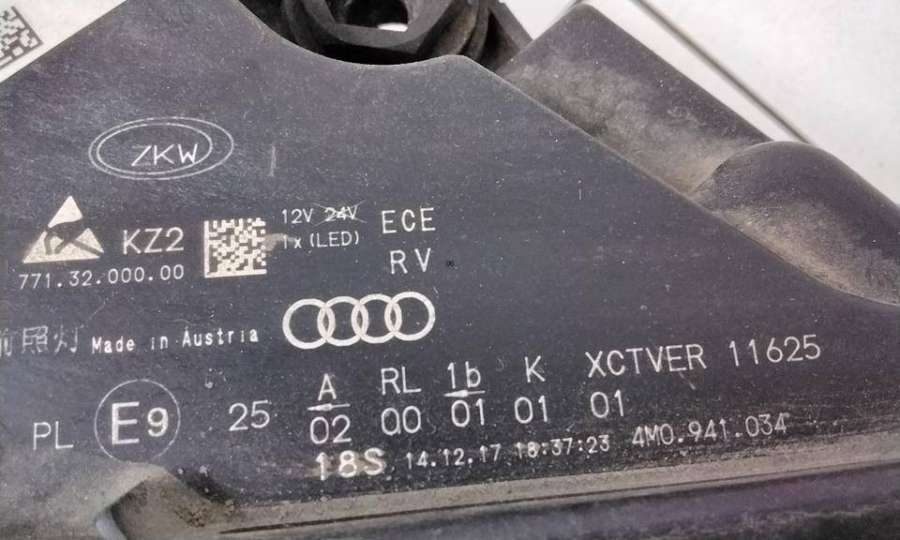 ZKW
12V 24V ECE
KZ2 1x (LED)
RV
771.32.000.00
前照灯 Made in Austria
A RL 1b K XCTVER 11625
PL E9 25 02 00 01 01 01
18S 14.12.17 18:37:23 4M0.941.034